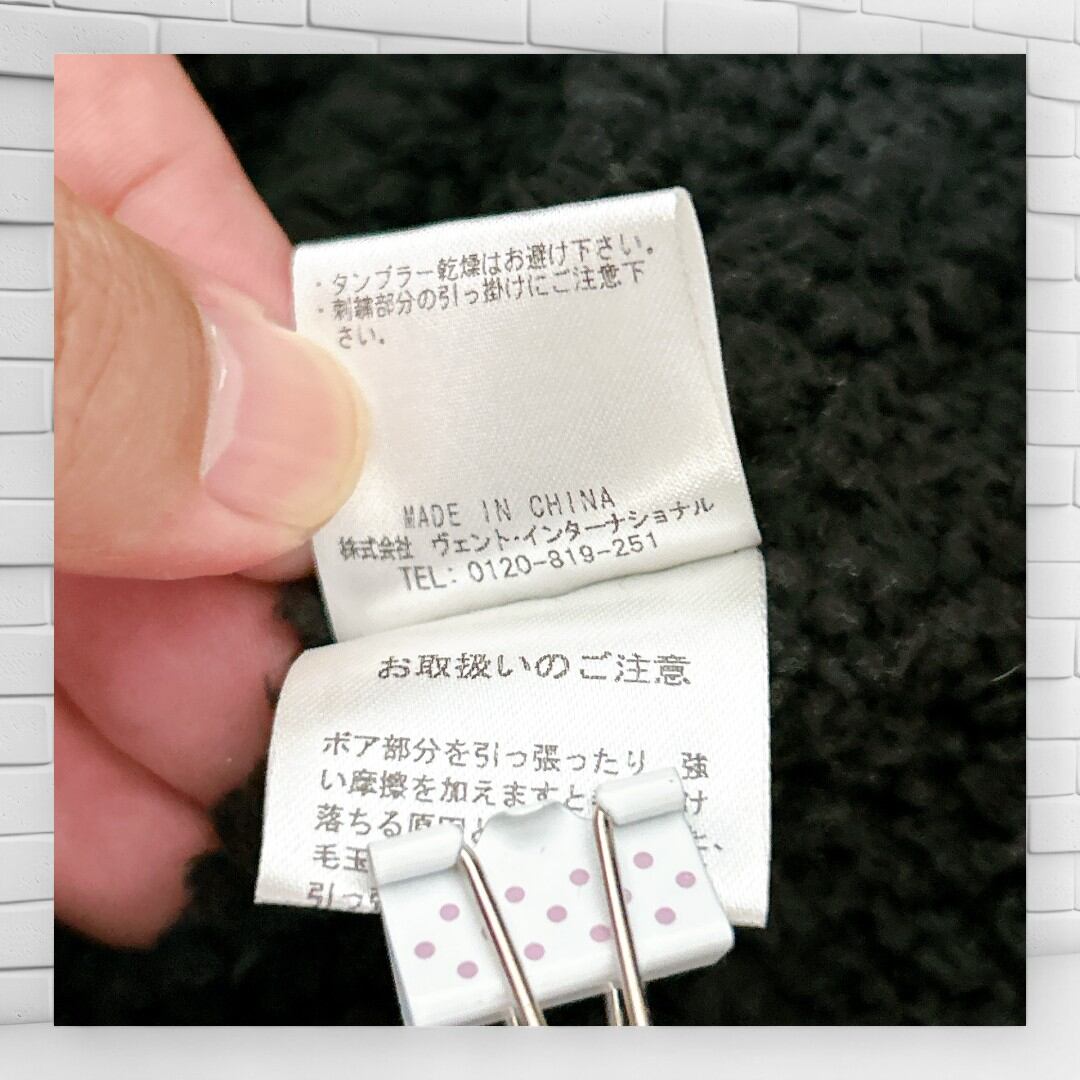 ・タンブラー乾燥はお避け下さい。
・刺繍部分の引っ掛けにご注意下
さい。
MADE IN CHINA
株式会社 ヴェント・インターナショナル
TEL: 0120-819-251
お取扱いのご注意
ボア部分を引っ張ったり 強
い摩擦を加えますと け
落ちる原因
毛玉
引っ